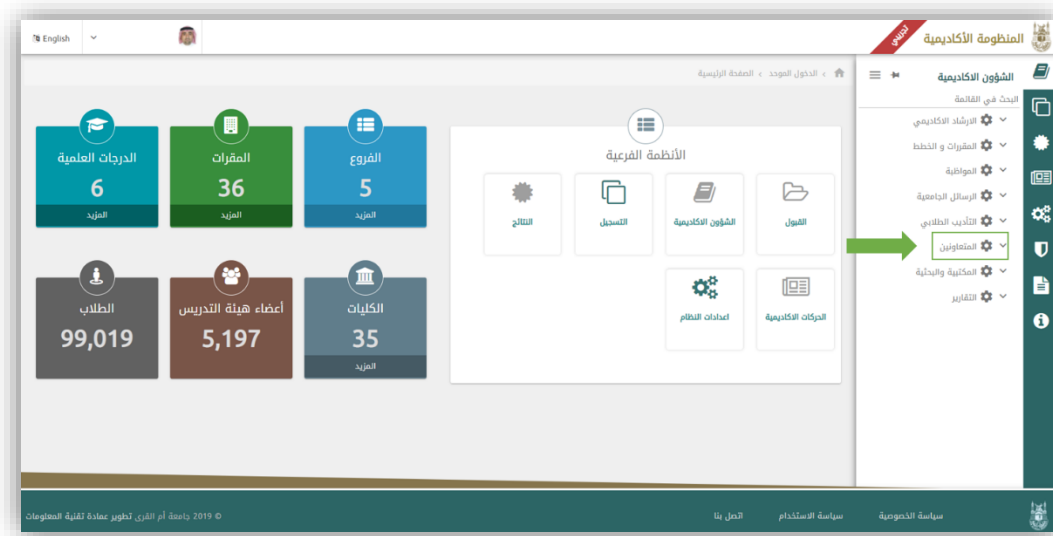 المنظومة الأكاديمية
تجريبي
English
الشؤون الاكاديمية
البحث في القائمة
الارشاد الاكاديمي
المقررات و الخطط
المواظبة
الرسائل الجامعية
التأديب الطلابي
المتعاونين
المكتبية والبحثية
التقارير
الدخول الموحد > الصفحة الرئيسية
الأنظمة الفرعية
القبول
الشؤون الاكاديمية
التسجيل
النتائج
الحركات الاكاديمية
اعدادات النظام
الفروع
5
المزيد
المقرات
36
المزيد
الدرجات العلمية
6
المزيد
الكليات
35
المزيد
أعضاء هيئة التدريس
5,197
الطلاب
99,019
سياسة الخصوصية
سياسة الاستخدام
اتصل بنا
© 2019 جامعة أم القرى تطوير عمادة تقنية المعلومات